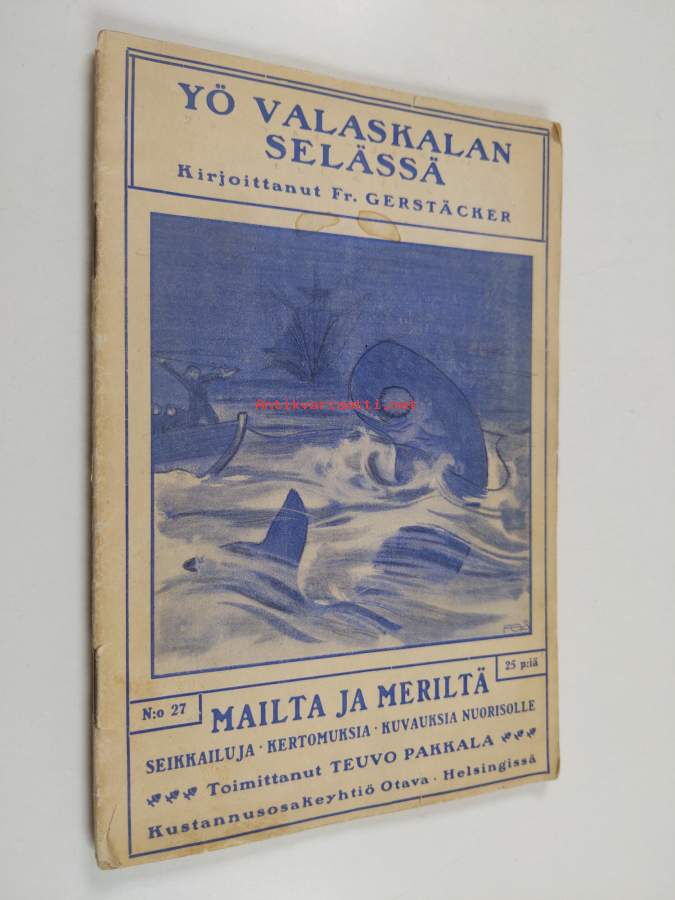 YÖ VALASKALAN
SELÄSSÄ
Kirjoittanut Fr. GERSTÄCKER
Antikvariaatti.net
N:o 27
25 p:iä
MAILTA JA MERILTÄ
SEIKKAILUJA · KERTOMUKSIA · KUVAUKSIA NUORISOLLE
Toimittanut TEUVO PAKKALA
Kustannusosakeyhtiö Otava · Helsingissä